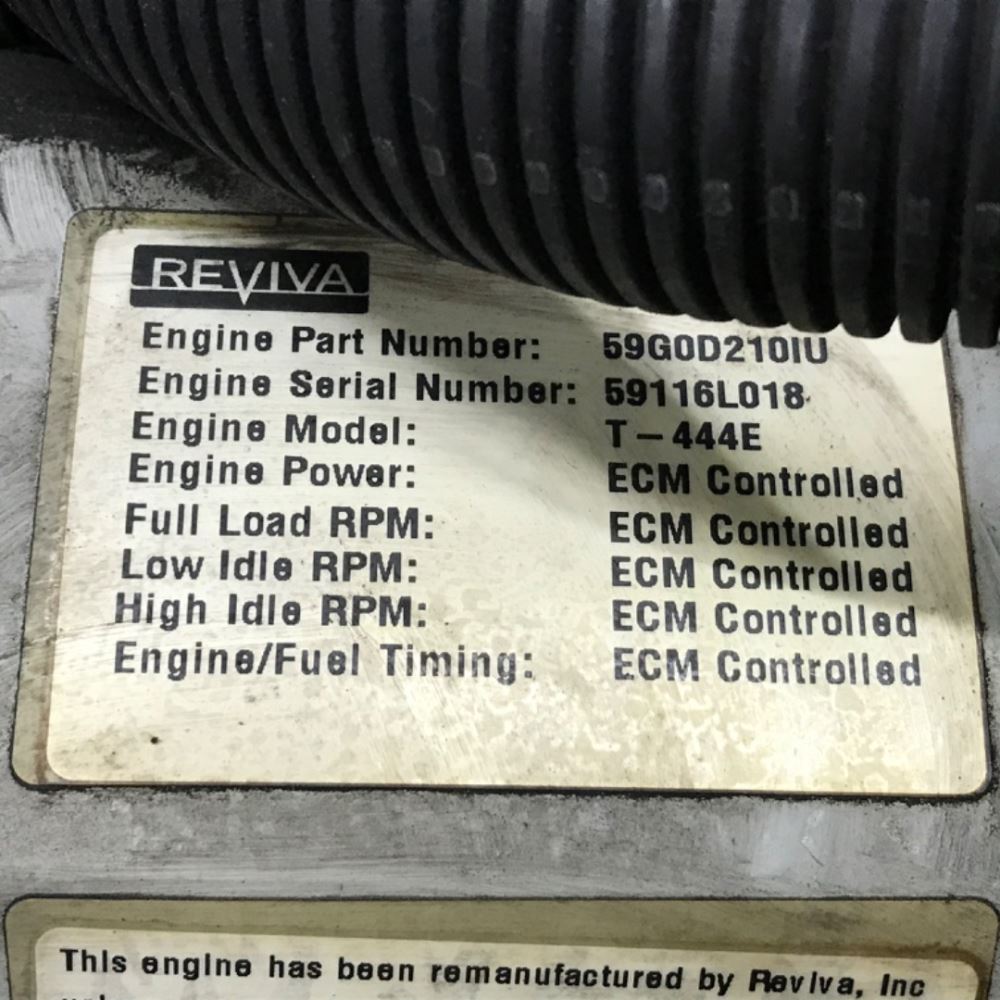 REVIVA
Engine Part Number: 59G0D210IU
Engine Serial Number: 59116L018
Engine Model: T-444E
Engine Power: ECM Controlled
Full Load RPM: ECM Controlled
Low Idle RPM: ECM Controlled
High Idle RPM: ECM Controlled
Engine/Fuel Timing: ECM Controlled
This engine has been remanufactured by Reviva, Inc